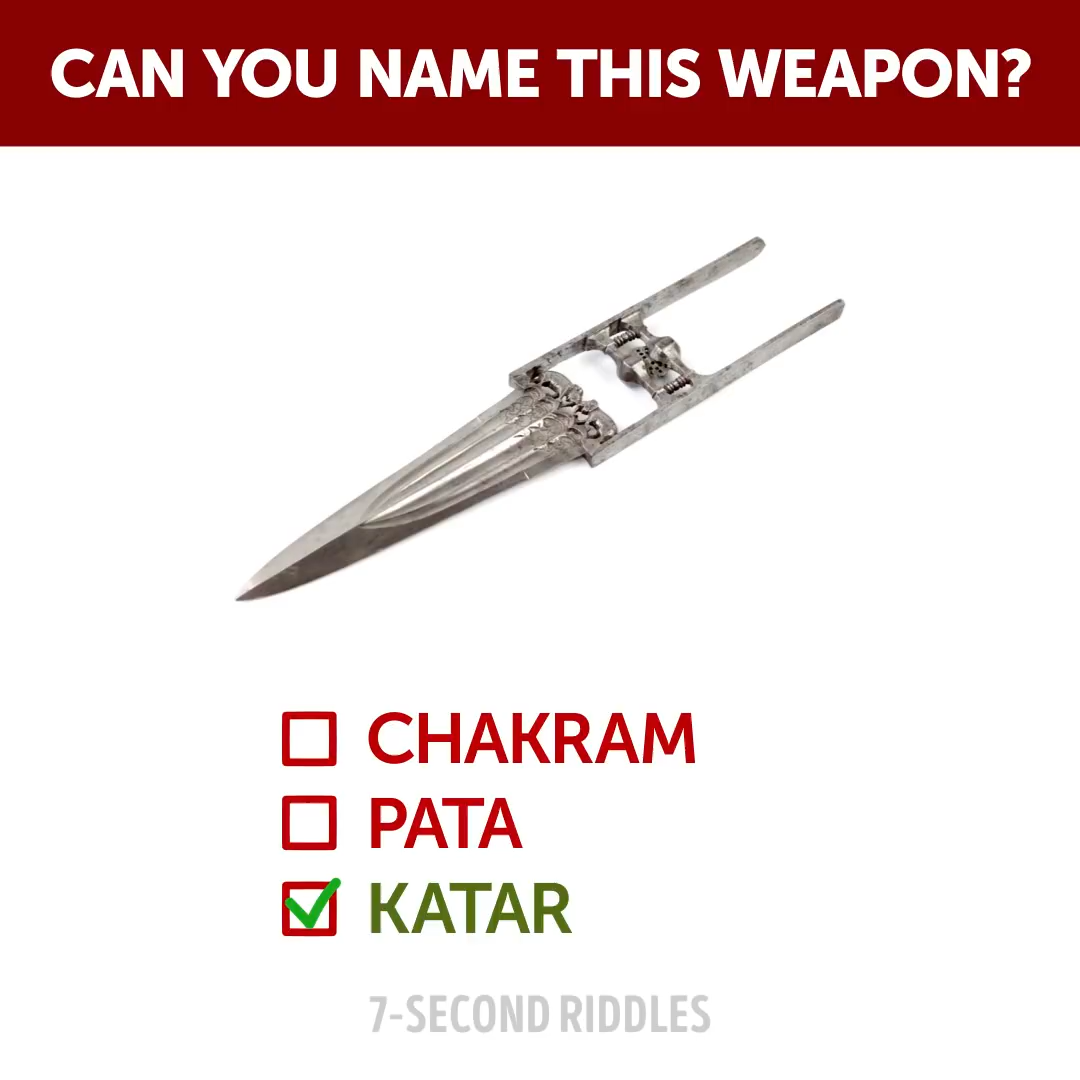 CAN YOU NAME THIS WEAPON?
CHAKRAM
PATA
KATAR
7-SECOND RIDDLES